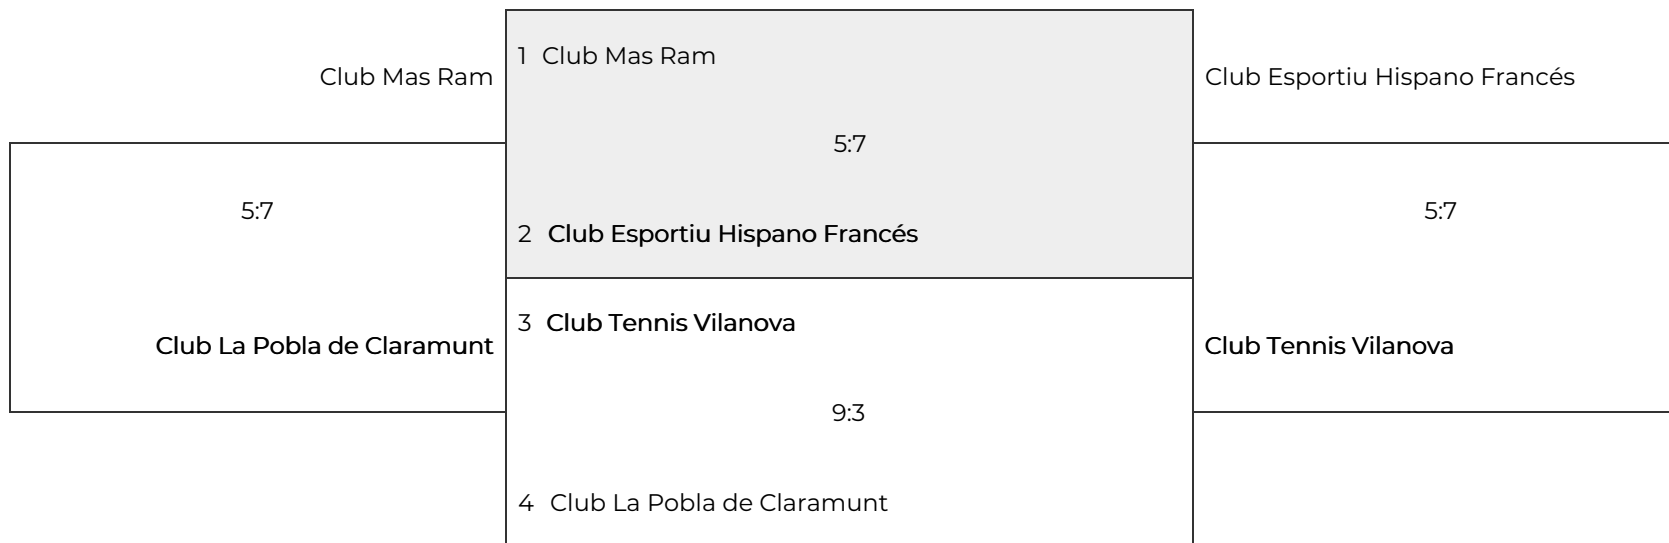 Club Mas Ram
5:7
Club La Pobla de Claramunt
1 Club Mas Ram
5:7
2 Club Esportiu Hispano Francés
3 Club Tennis Vilanova
9:3
4 Club La Pobla de Claramunt
Club Esportiu Hispano Francés
5:7
Club Tennis Vilanova